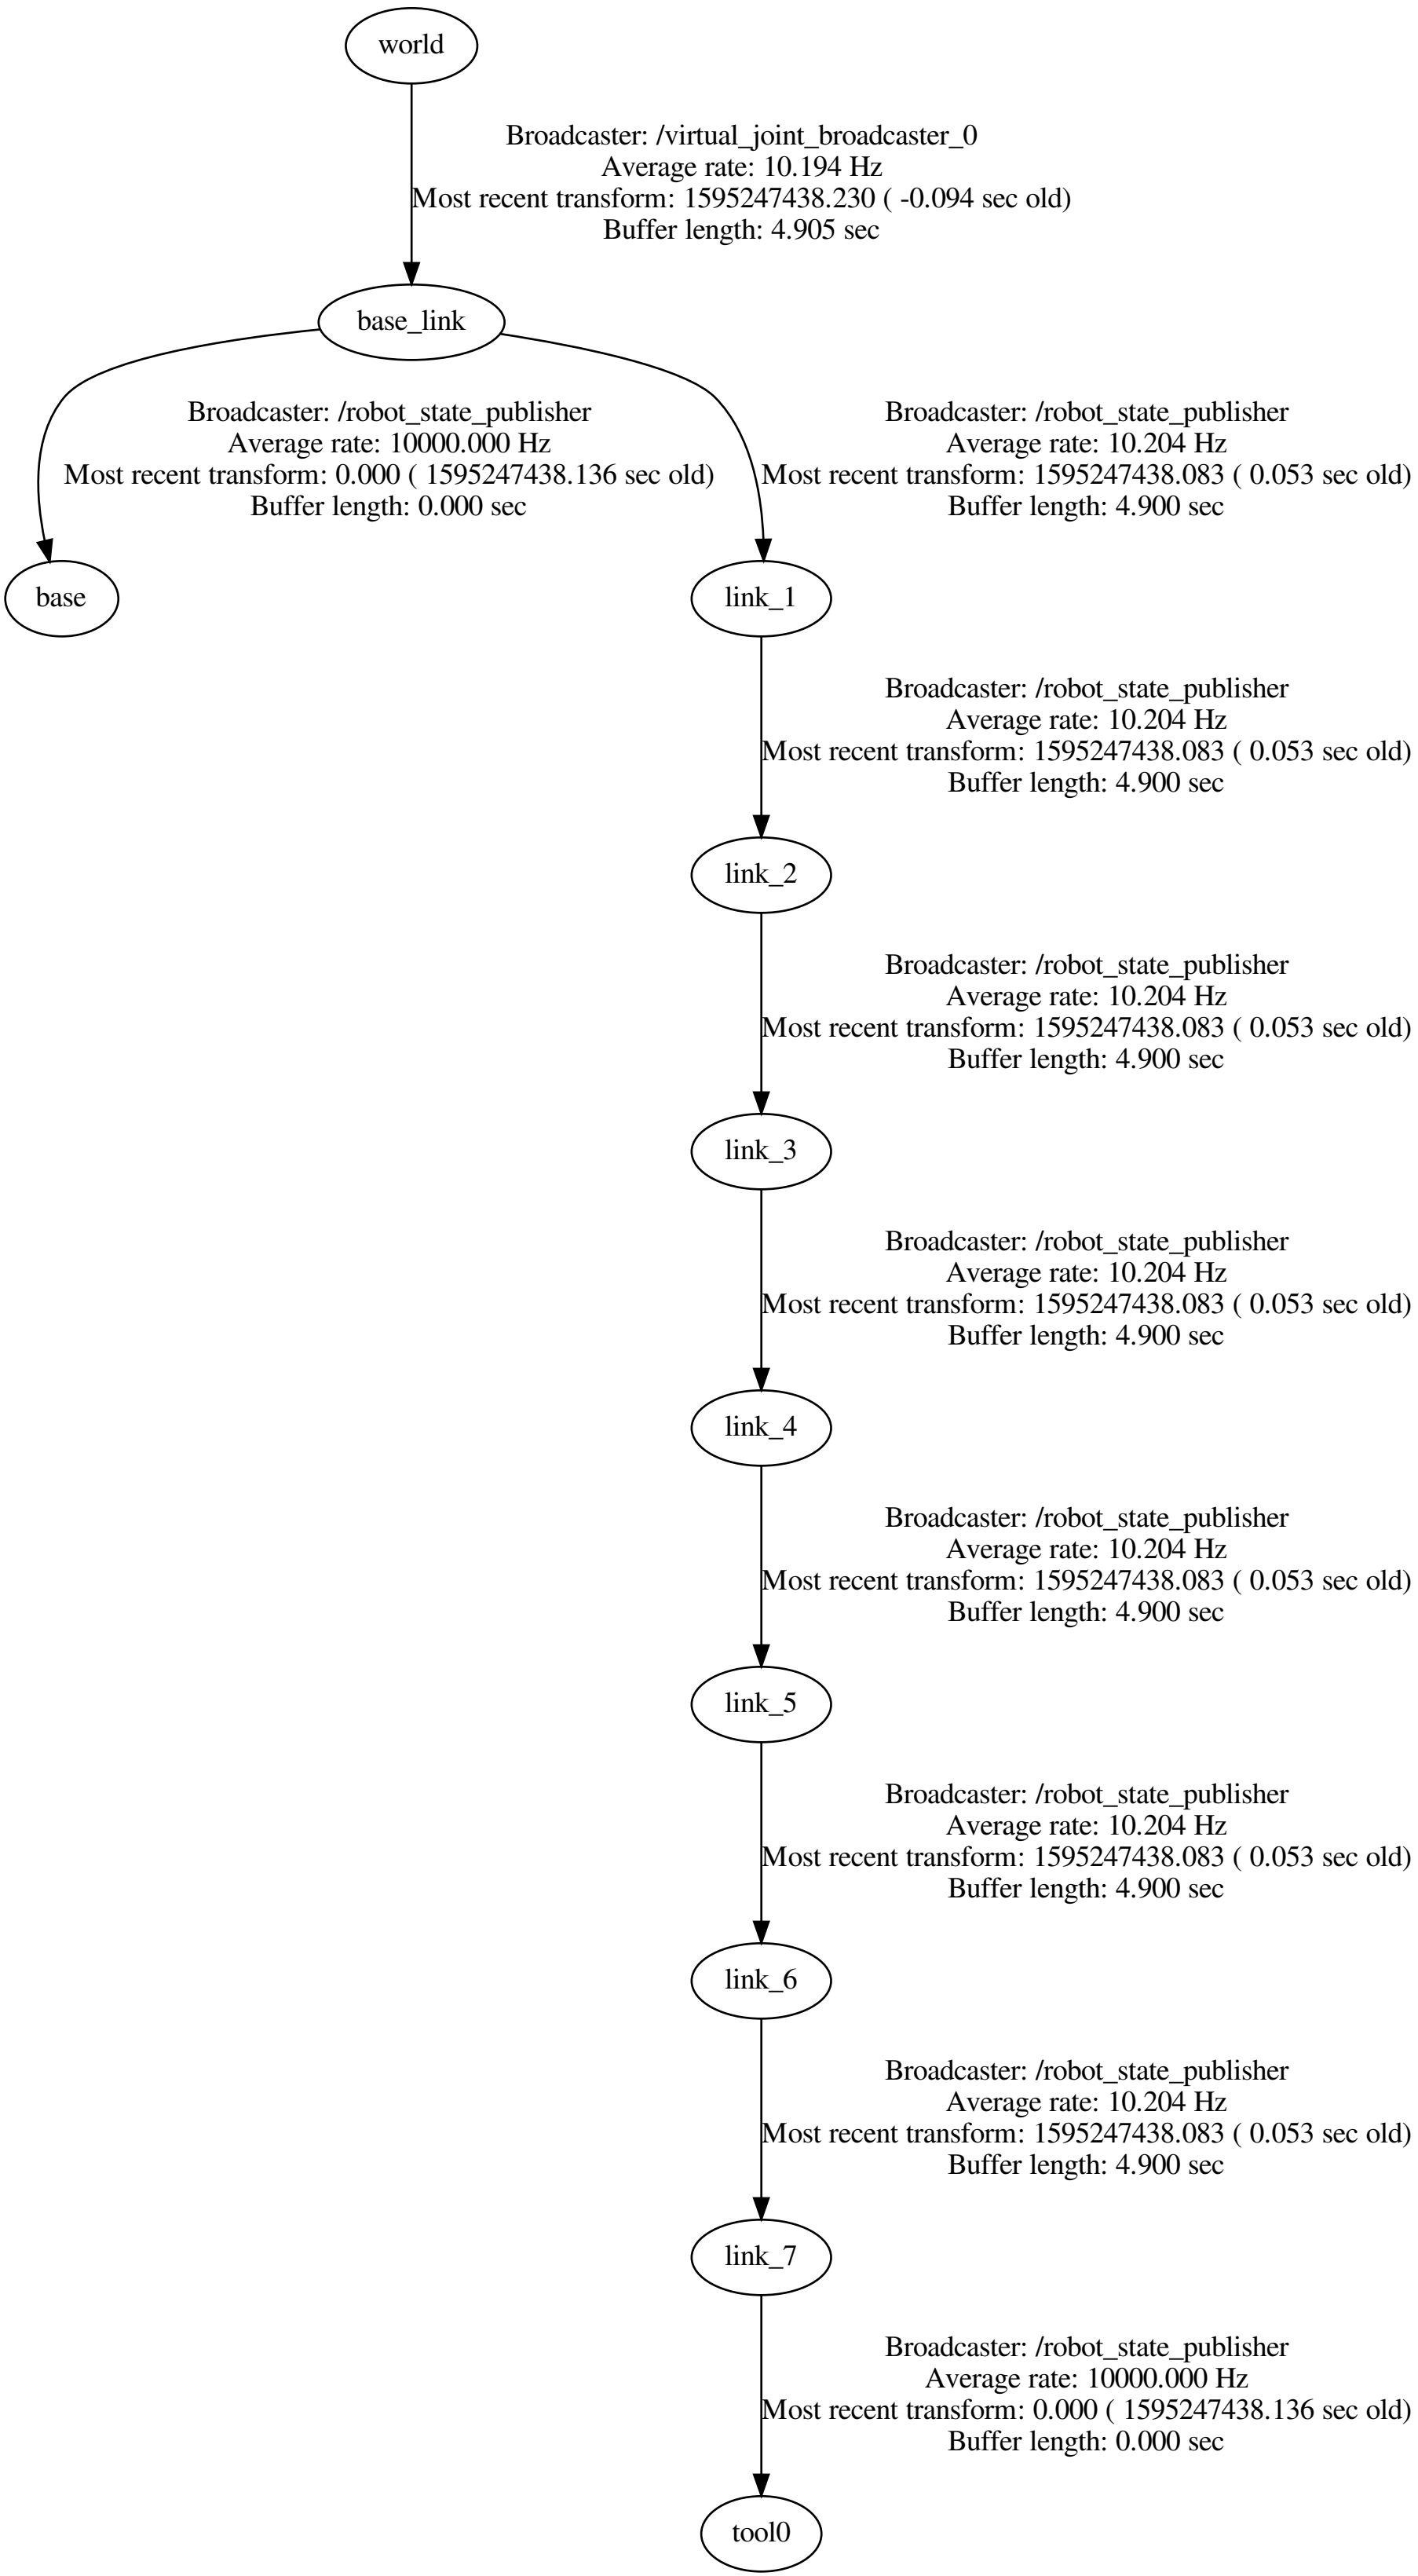 world
Broadcaster: /virtual_joint_broadcaster_0
Average rate: 10.194 Hz
Most recent transform: 1595247438.230 ( -0.094 sec old)
Buffer length: 4.905 sec
base_link
Broadcaster: /robot_state_publisher
Average rate: 10000.000 Hz
Most recent transform: 0.000 ( 1595247438.136 sec old)
Buffer length: 0.000 sec
Broadcaster: /robot_state_publisher
Average rate: 10.204 Hz
Most recent transform: 1595247438.083 ( 0.053 sec old)
Buffer length: 4.900 sec
base
link_1
Broadcaster: /robot_state_publisher
Average rate: 10.204 Hz
Most recent transform: 1595247438.083 ( 0.053 sec old)
Buffer length: 4.900 sec
link_2
Broadcaster: /robot_state_publisher
Average rate: 10.204 Hz
Most recent transform: 1595247438.083 ( 0.053 sec old)
Buffer length: 4.900 sec
link_3
Broadcaster: /robot_state_publisher
Average rate: 10.204 Hz
Most recent transform: 1595247438.083 ( 0.053 sec old)
Buffer length: 4.900 sec
link_4
Broadcaster: /robot_state_publisher
Average rate: 10.204 Hz
Most recent transform: 1595247438.083 ( 0.053 sec old)
Buffer length: 4.900 sec
link_5
Broadcaster: /robot_state_publisher
Average rate: 10.204 Hz
Most recent transform: 1595247438.083 ( 0.053 sec old)
Buffer length: 4.900 sec
link_6
Broadcaster: /robot_state_publisher
Average rate: 10.204 Hz
Most recent transform: 1595247438.083 ( 0.053 sec old)
Buffer length: 4.900 sec
link_7
Broadcaster: /robot_state_publisher
Average rate: 10000.000 Hz
Most recent transform: 0.000 ( 1595247438.136 sec old)
Buffer length: 0.000 sec
tool0